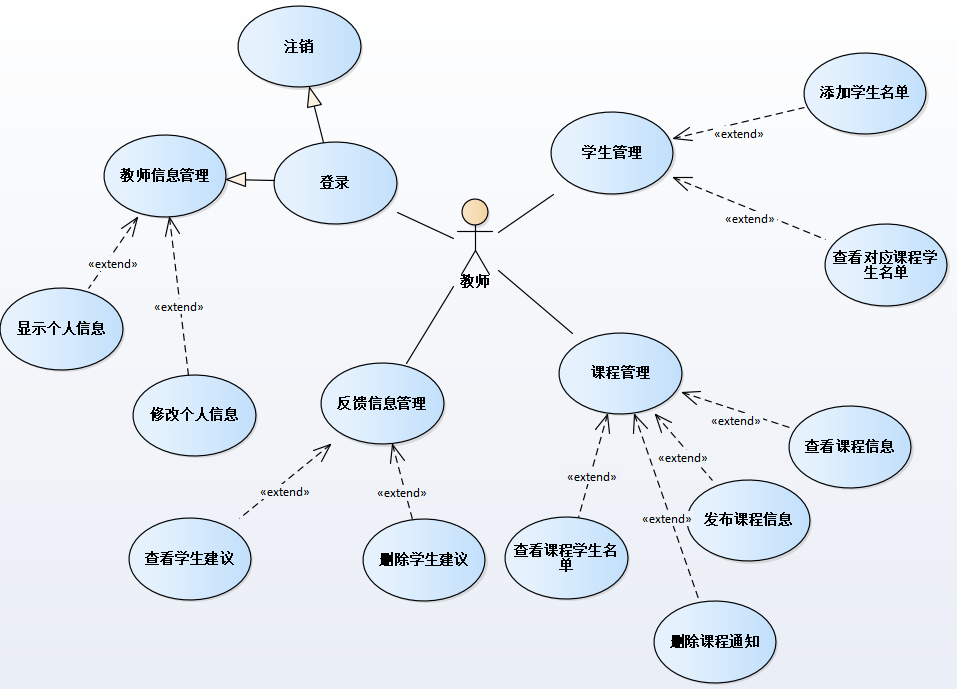 注销
添加学生名单
«extend»
学生管理
教师信息管理
登录
«extend»
查看对应课程学
生名单
«extend»
教师
«extend»
显示个人信息
课程管理
反馈信息管理
修改个人信息
«extend»
查看课程信息
«extend»
«extend»
«extend»
«extend»
«extend»
发布课程信息
查看学生建议
删除学生建议
查看课程学生名
单
删除课程通知